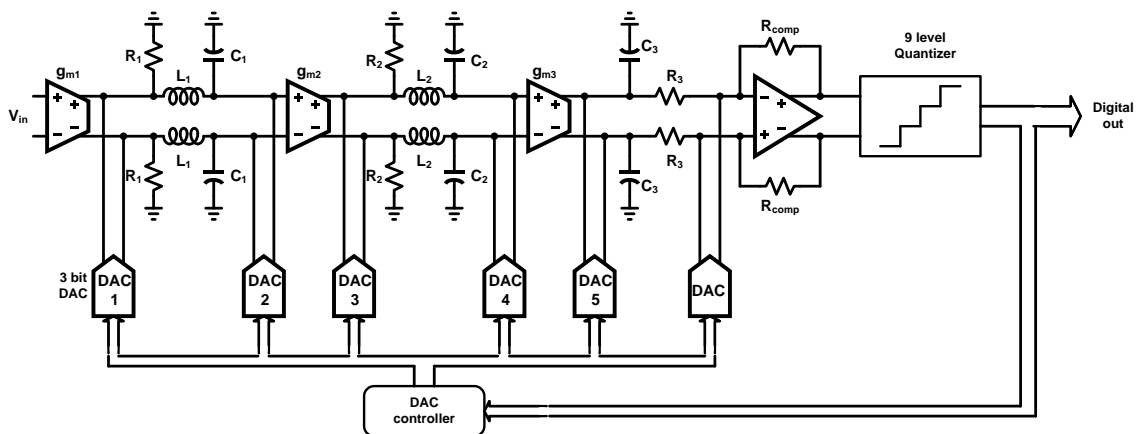 R1
C1
R2
C2
C3
Rcomp
9 level
Quantizer
gm1
L1
gm2
L2
gm3
R3
Vin
+ +
− −
+ +
− −
+ +
− −
− +
+ −
Digital
out
L1
L2
R3
R1
C1
R2
C2
C3
Rcomp
3 bit
DAC
DAC
1
DAC
2
DAC
3
DAC
4
DAC
5
DAC
DAC
controller